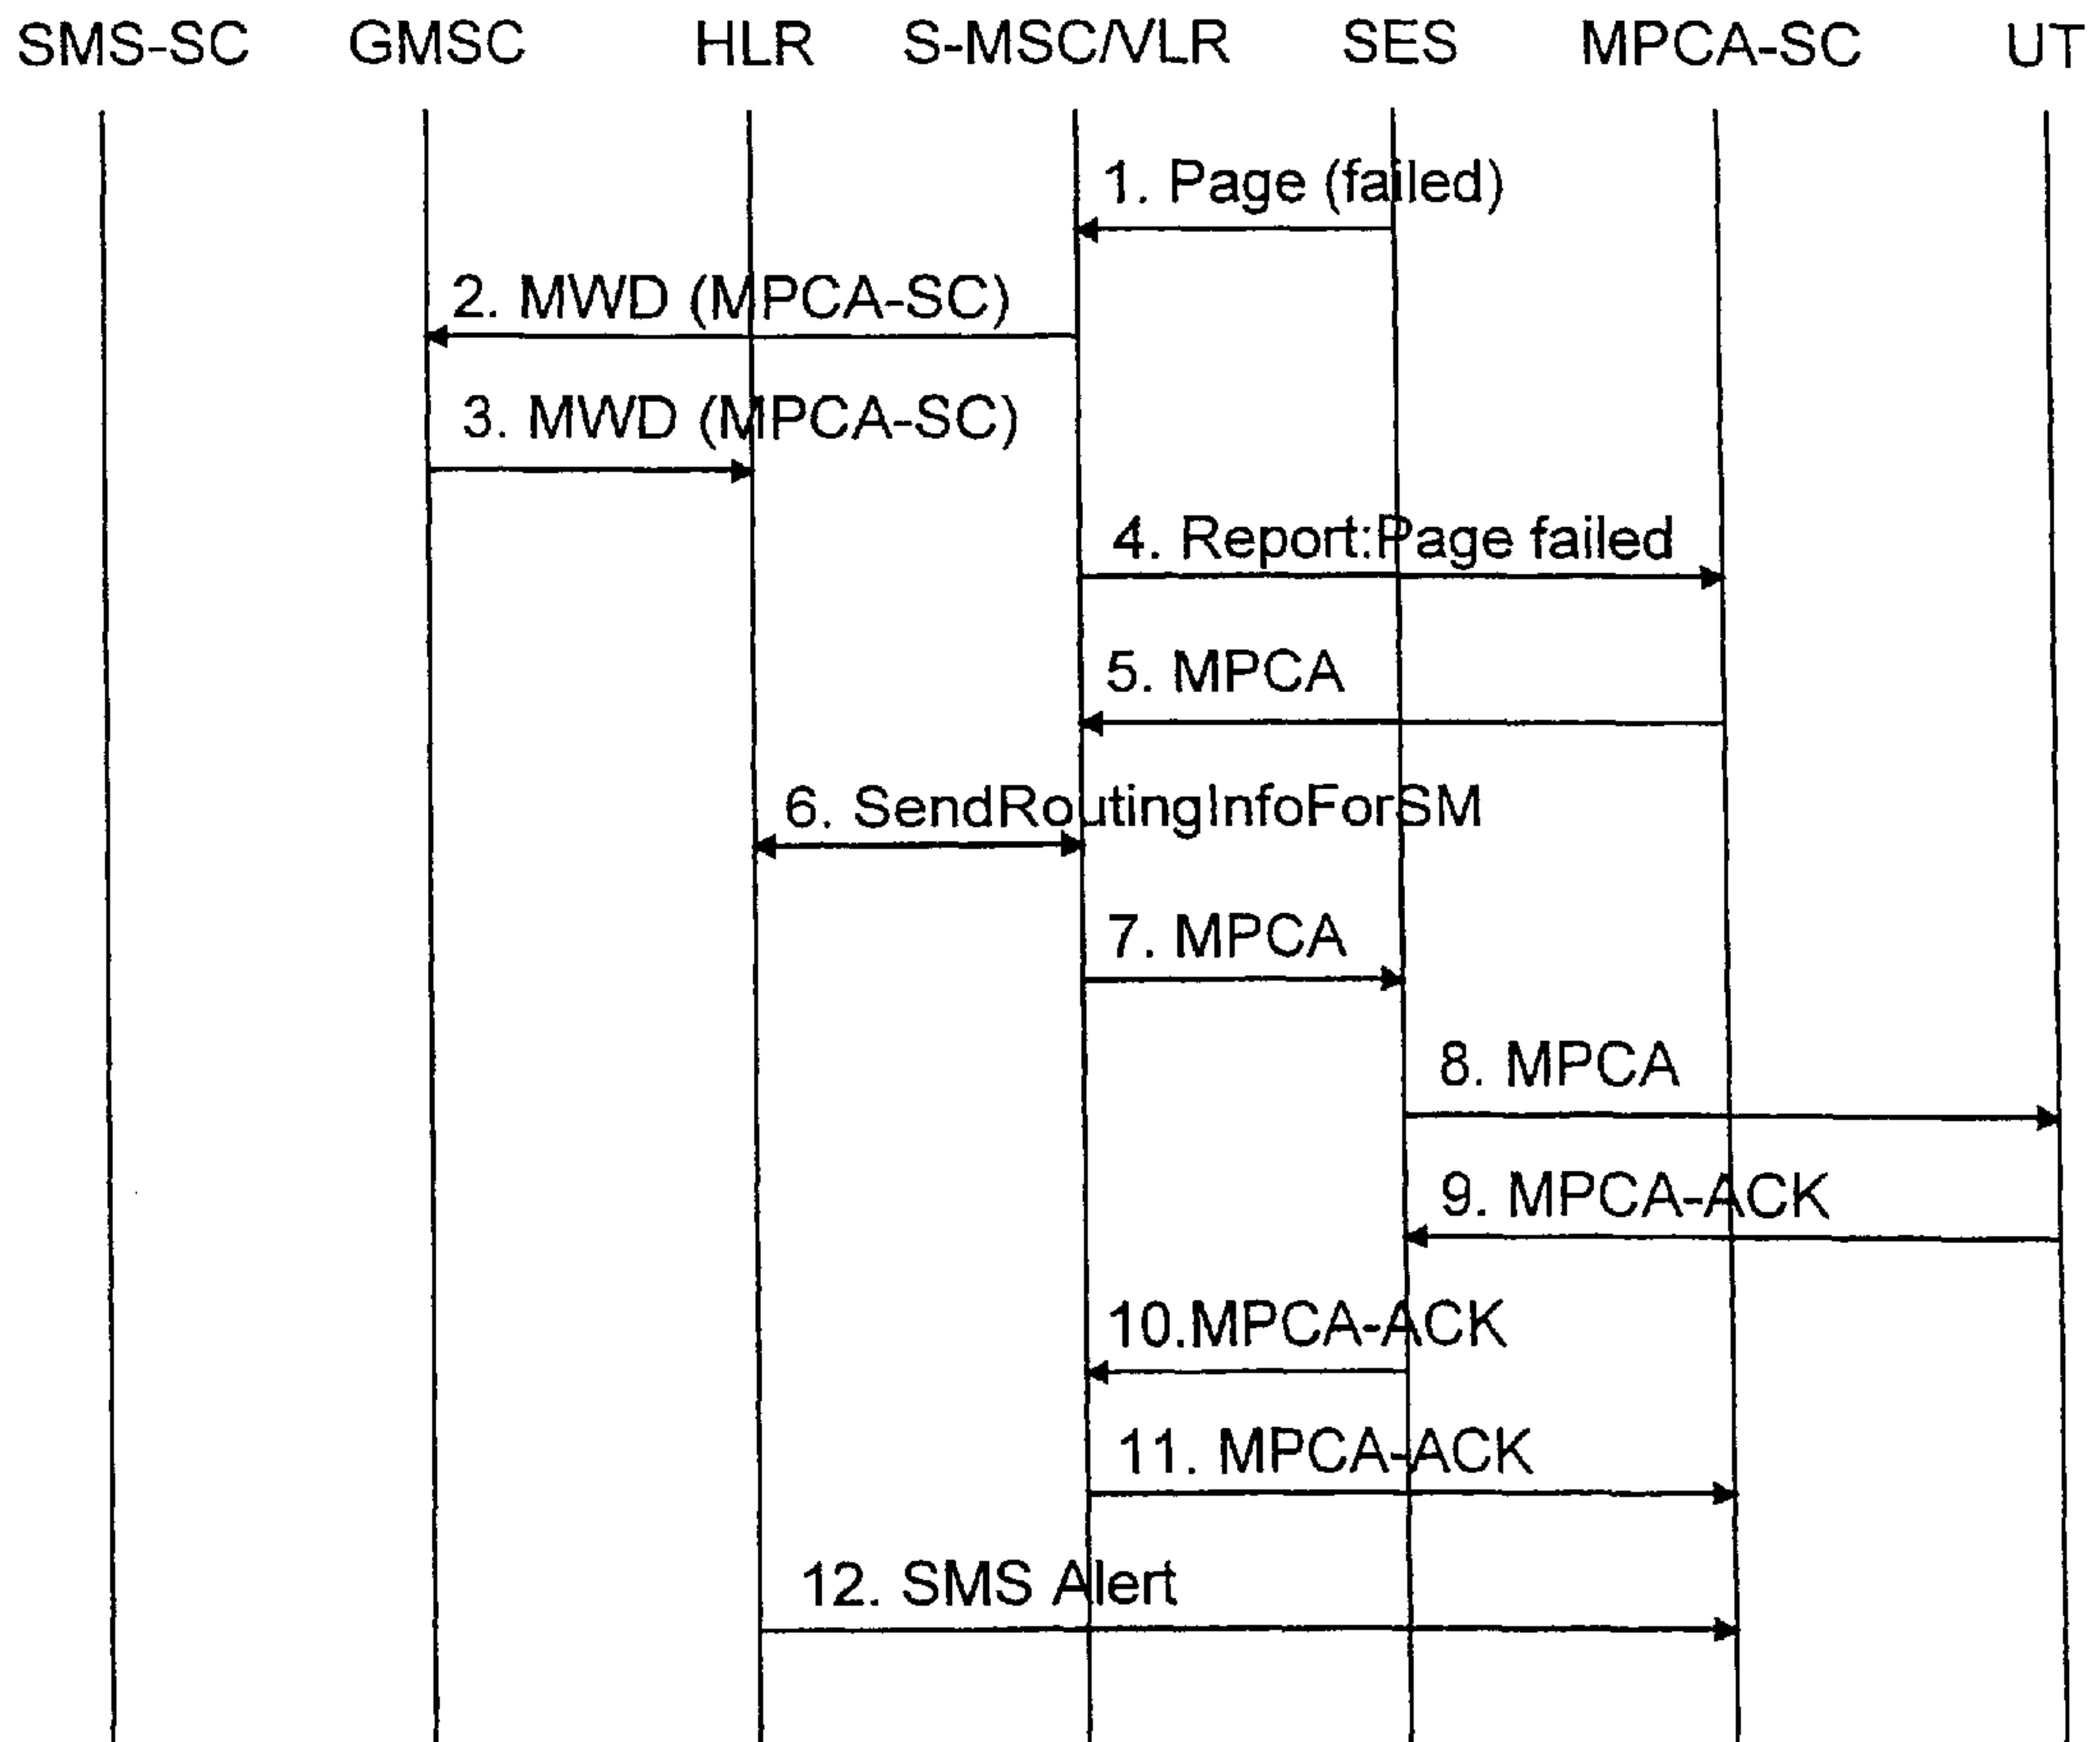 SMS-SC GMSC HLR S-MSC/VLR SES MPCA-SC UT
1. Page (failed)
2. MWD (MPCA-SC)
3. MWD (MPCA-SC)
4. Report:Page failed
5. MPCA
6. SendRoutingInfoForSM
7. MPCA
8. MPCA
9. MPCA-ACK
10.MPCA-ACK
11. MPCA-ACK
12. SMS Alert